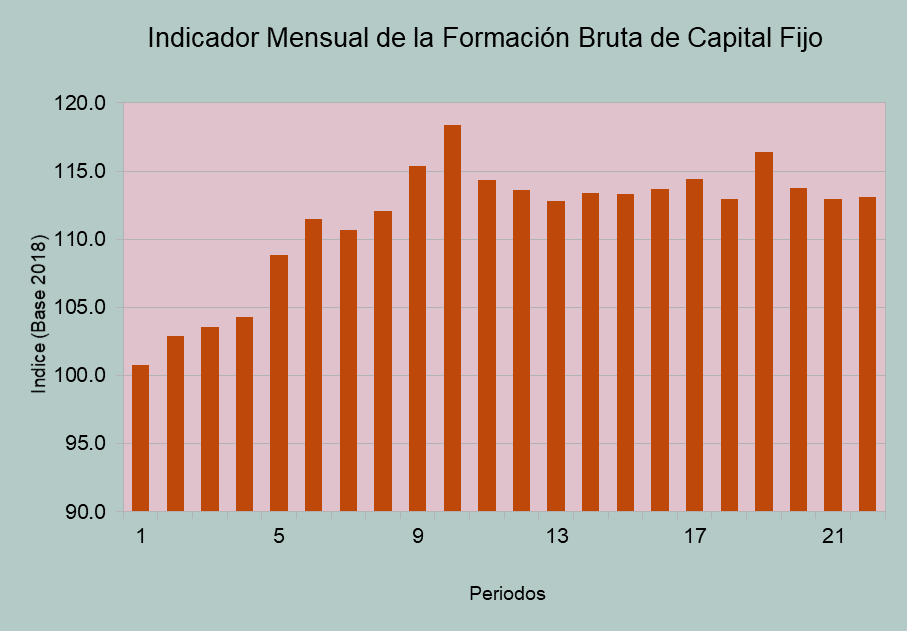 Indicador Mensual de la Formación Bruta de Capital Fijo
120.0
115.0
110.0
105.0
100.0
95.0
90.0
Indice (Base 2018)
1 5 9 13 17 21
Periodos